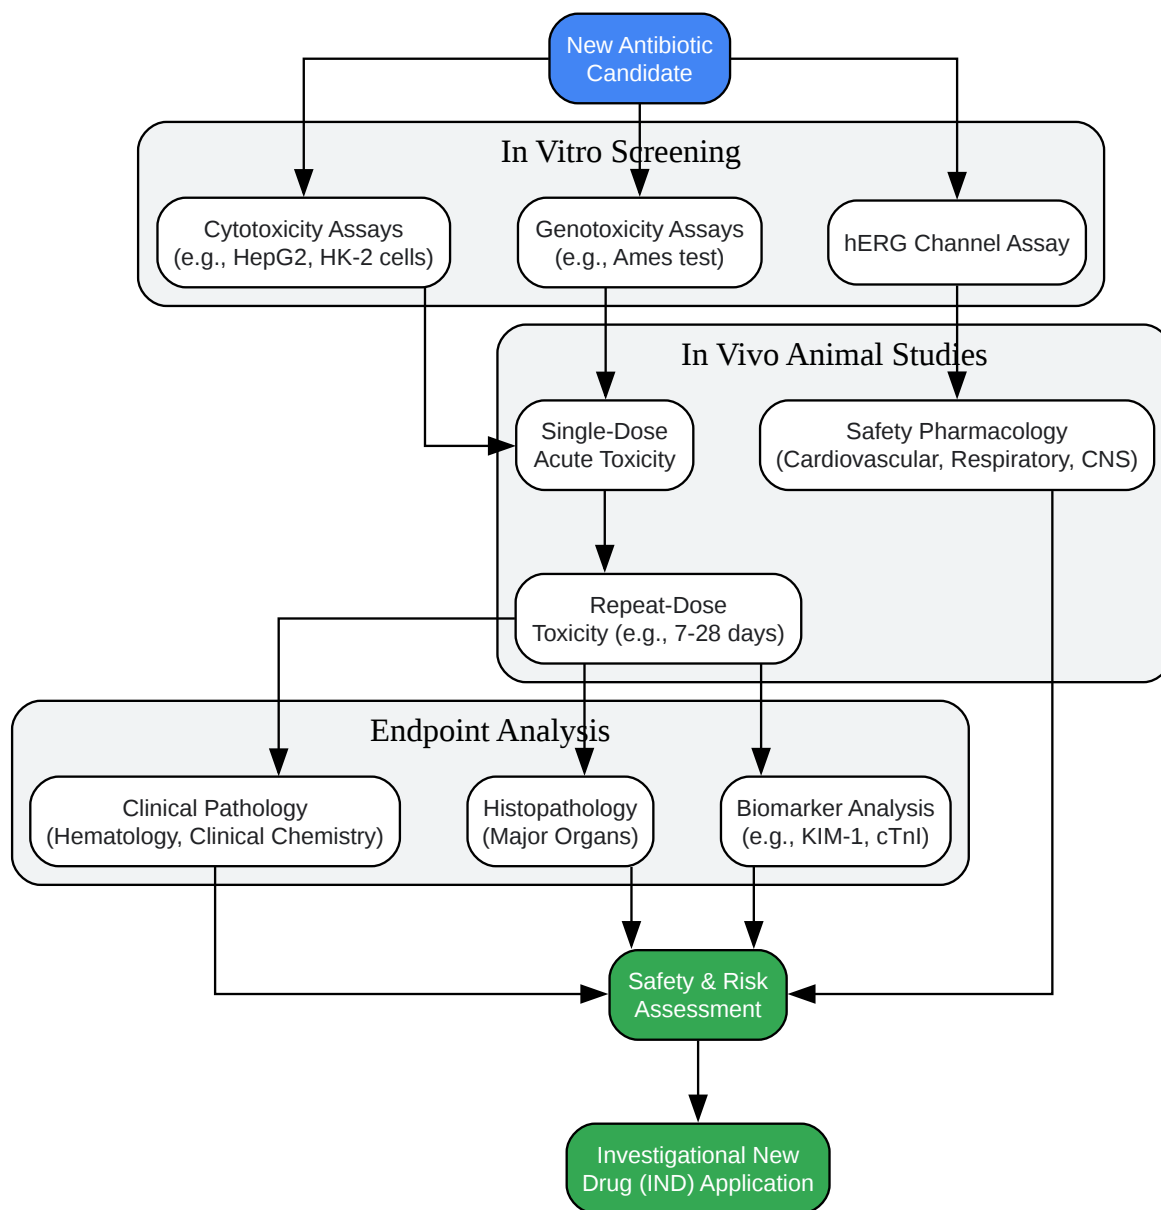 New Antibiotic
Candidate
In Vitro Screening
Cytotoxicity Assays
(e.g., HepG2, HK-2 cells)
Genotoxicity Assays
(e.g., Ames test)
hERG Channel Assay
In Vivo Animal Studies
Single-Dose
Acute Toxicity
Safety Pharmacology
(Cardiovascular, Respiratory, CNS)
Repeat-Dose
Toxicity (e.g., 7-28 days)
Endpoint Analysis
Clinical Pathology
(Hematology, Clinical Chemistry)
Histopathology
(Major Organs)
Biomarker Analysis
(e.g., KIM-1, cTnI)
Safety & Risk
Assessment
Investigational New
Drug (IND) Application